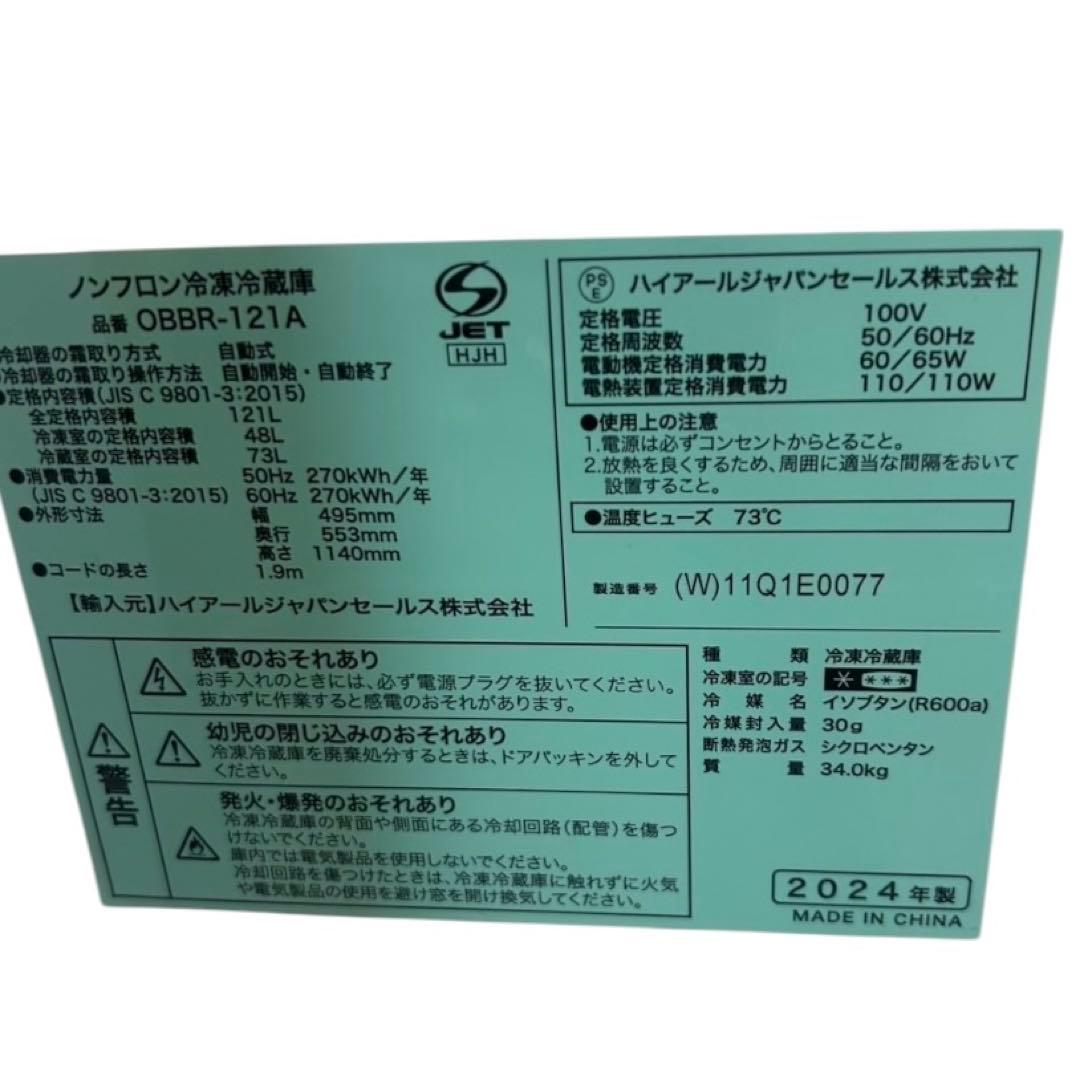 ノンフロン冷凍冷蔵庫
品番 OBBR-121A
JET
HJH
冷却器の霜取り方式 自動式
冷却器の霜取り操作方法 自動開始・自動終了
●定格内容積(JIS C 9801-3:2015)
全定格内容積 121L
冷凍室の定格内容積 48L
冷蔵室の定格内容積 73L
●消費電力量 50Hz 270kWh/年
(JIS C 9801-3:2015) 60Hz 270kWh/年
●外形寸法 幅 495mm
奥行 553mm
高さ 1140mm
●コードの長さ 1.9m
【輸入元】ハイアールジャパンセールス株式会社
PS
E
ハイアールジャパンセールス株式会社
定格電圧 100V
定格周波数 50/60Hz
電動機定格消費電力 60/65W
電熱装置定格消費電力 110/110W
●使用上の注意
1.電源は必ずコンセントからとること。
2.放熱を良くするため、周囲に適当な間隔をおいて
設置すること。
●温度ヒューズ 73℃
製造番号 (W)11Q1E0077
警告
感電のおそれあり
お手入れのときには、必ず電源プラグを抜いてください。
抜かずに作業すると感電のおそれがあります。
幼児の閉じ込めのおそれあり
冷凍冷蔵庫を廃棄処分するときは、ドアパッキンを外して
ください。
発火・爆発のおそれあり
冷凍冷蔵庫の背面や側面にある冷却回路(配管)を傷つ
けないでください。
庫内では電気製品を使用しないでください。
冷却回路を傷つけたときは、冷凍冷蔵庫に触れずに火気
や電気製品の使用を避け窓を開け換気してください。
種類 冷凍冷蔵庫
冷凍室の記号 * ***
冷媒名 イソブタン(R600a)
冷媒封入量 30g
断熱発泡ガス シクロペンタン
質量 34.0kg
2024年製
MADE IN CHINA